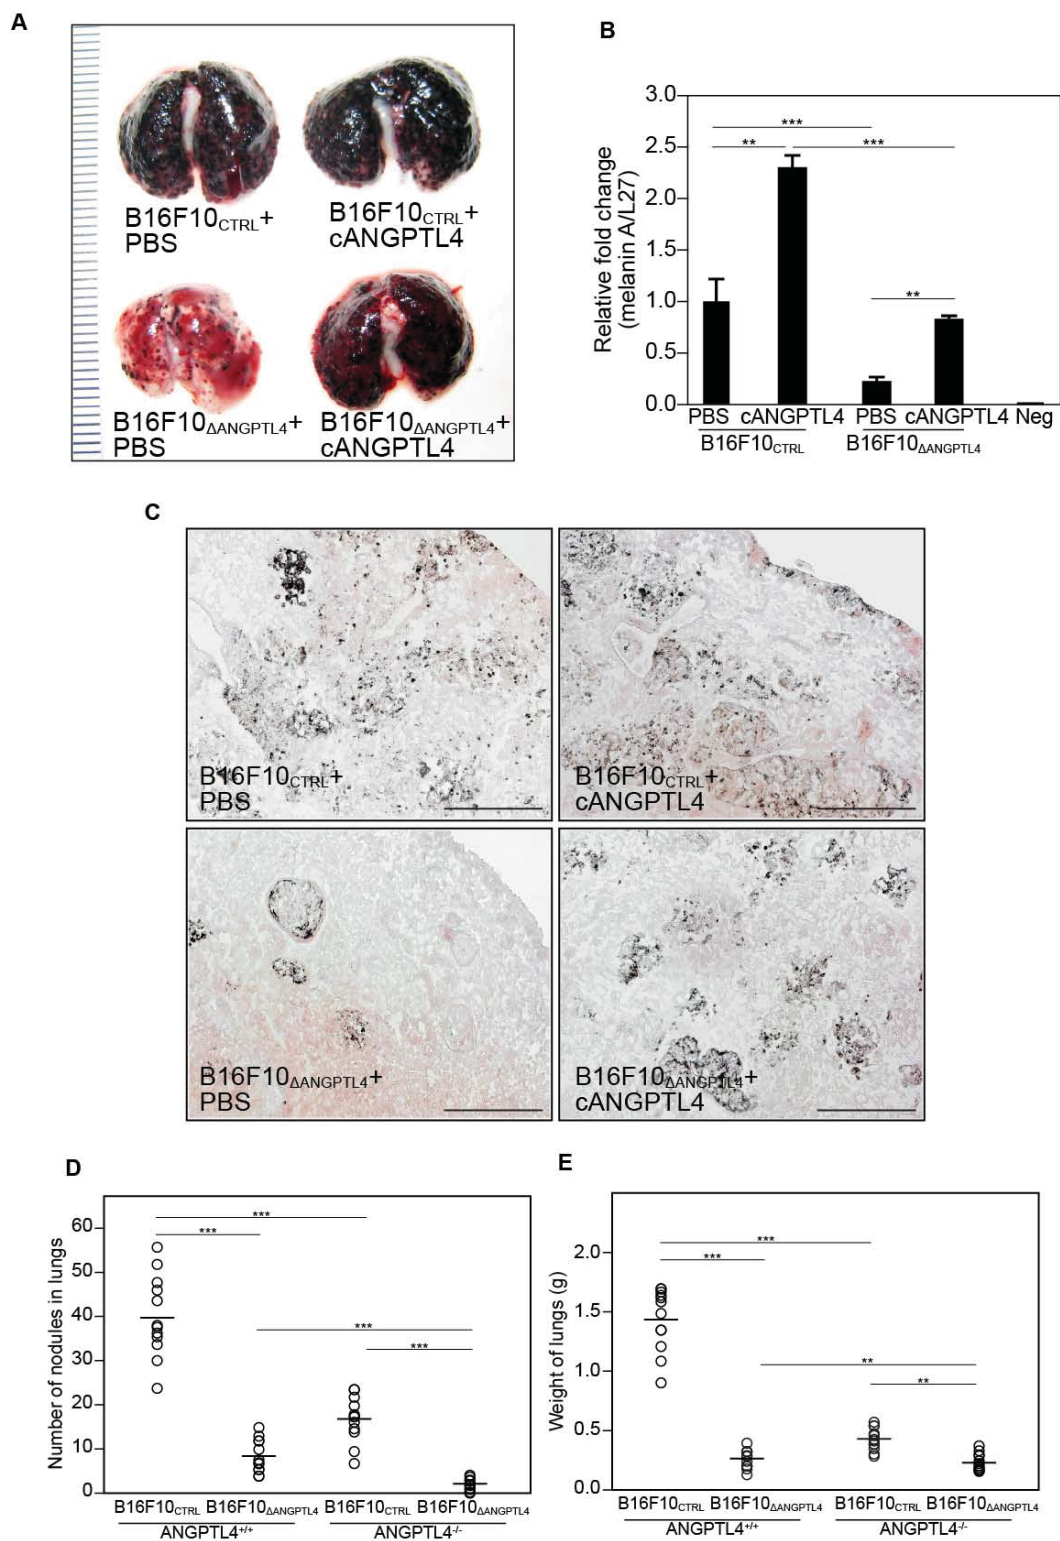 A
B16F10CTRL+
PBS
B16F10CTRL+
cANGPTL4
B16F10ΔANGPTL4+
PBS
B16F10ΔANGPTL4+
cANGPTL4
B
Relative fold change
(melanin A/L27)
3.0
2.5
2.0
1.5
1.0
0.5
0.0
***
** ***
**
PBS cANGPTL4 PBS cANGPTL4 Neg
B16F10CTRL B16F10ΔANGPTL4
C
B16F10CTRL+
PBS
B16F10CTRL+
cANGPTL4
B16F10ΔANGPTL4+
PBS
B16F10ΔANGPTL4+
cANGPTL4
D
Number of nodules in lungs
60
50
40
30
20
10
0
***
***
***
***
B16F10CTRL B16F10ΔANGPTL4 B16F10CTRL B16F10ΔANGPTL4
ANGPTL4+/+ ANGPTL4-/-
E
Weight of lungs (g)
2.0
1.5
1.0
0.5
0.0
***
***
**
**
B16F10CTRL B16F10ΔANGPTL4 B16F10CTRL B16F10ΔANGPTL4
ANGPTL4+/+ ANGPTL4-/-